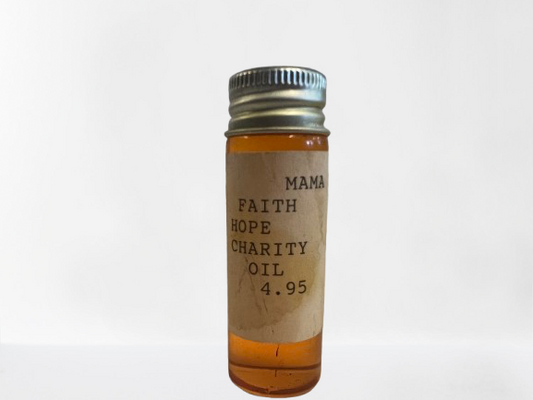 MAMA
FAITH
HOPE
CHARITY
OIL
4.95